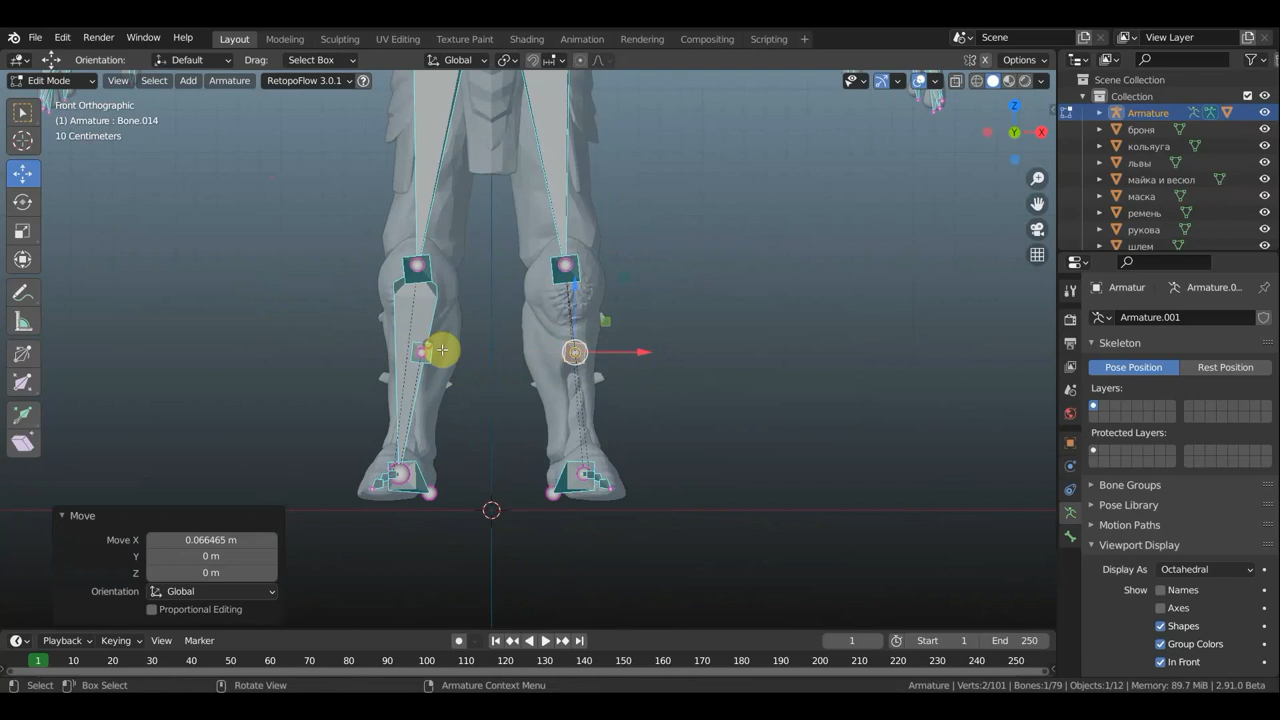 File Edit Render Window Help Layout Modeling Sculpting UV Editing Texture Paint Shading Animation Rendering Compositing Scripting + Scene View Layer
Orientation: Default Drag: Select Box Global Options
Edit Mode View Select Add Armature RetopoFlow 3.0.1
Front Orthographic
(1) Armature : Bone.014
10 Centimeters
Z
Y
X
Scene Collection
Collection
Armature
броня
кольяуга
львы
майка и весюл
маска
ремень
рукова
шлем
Armatur Armature.0...
Armature.001
Skeleton
Pose Position Rest Position
Layers:
Protected Layers:
Bone Groups
Pose Library
Motion Paths
Viewport Display
Display As Octahedral
Show Names
Axes
Shapes
Group Colors
In Front
Move
Move X 0.066465 m
Y 0 m
Z 0 m
Orientation Global
Proportional Editing
Playback Keying View Marker 1 Start 1 End 250
1 10 20 30 40 50 60 70 80 90 100 110 120 130 140 150 160 170 180 190 200 210 220 230 240 250
Select Box Select Rotate View Armature Context Menu Armature | Verts:2/101 | Bones:1/79 | Objects:1/12 | Memory: 89.7 MiB | 2.91.0 Beta